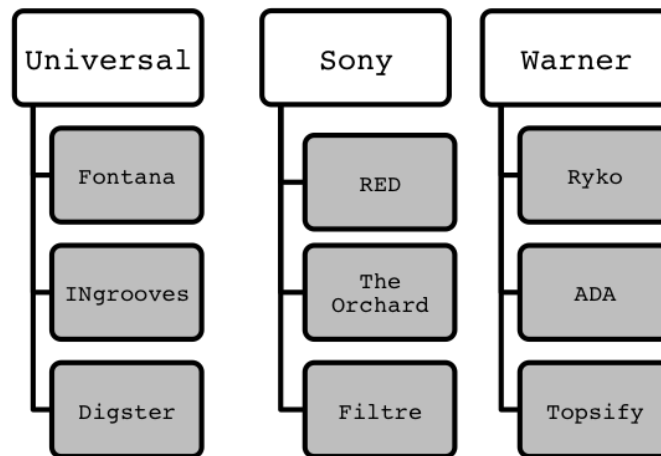 Universal
Fontana
INgrooves
Digster
Sony
RED
The
Orchard
Filtre
Warner
Ryko
ADA
Topsify